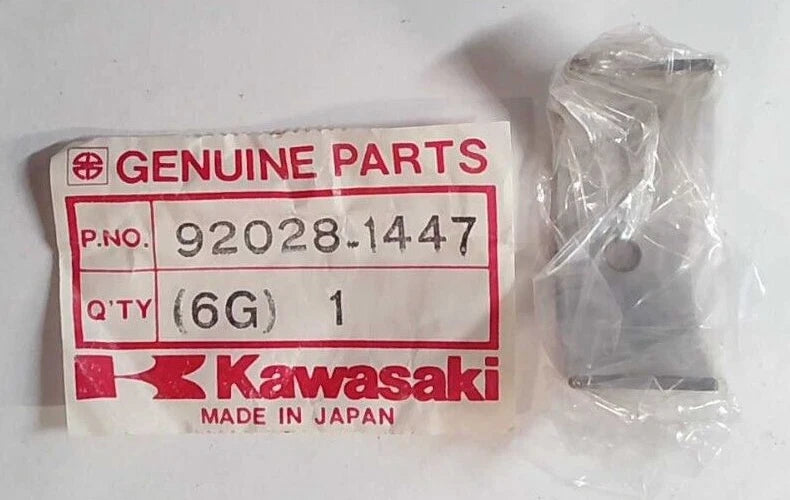 GENUINE PARTS
P.NO. 92028-1447
Q'TY (6G) 1
Kawasaki
MADE IN JAPAN